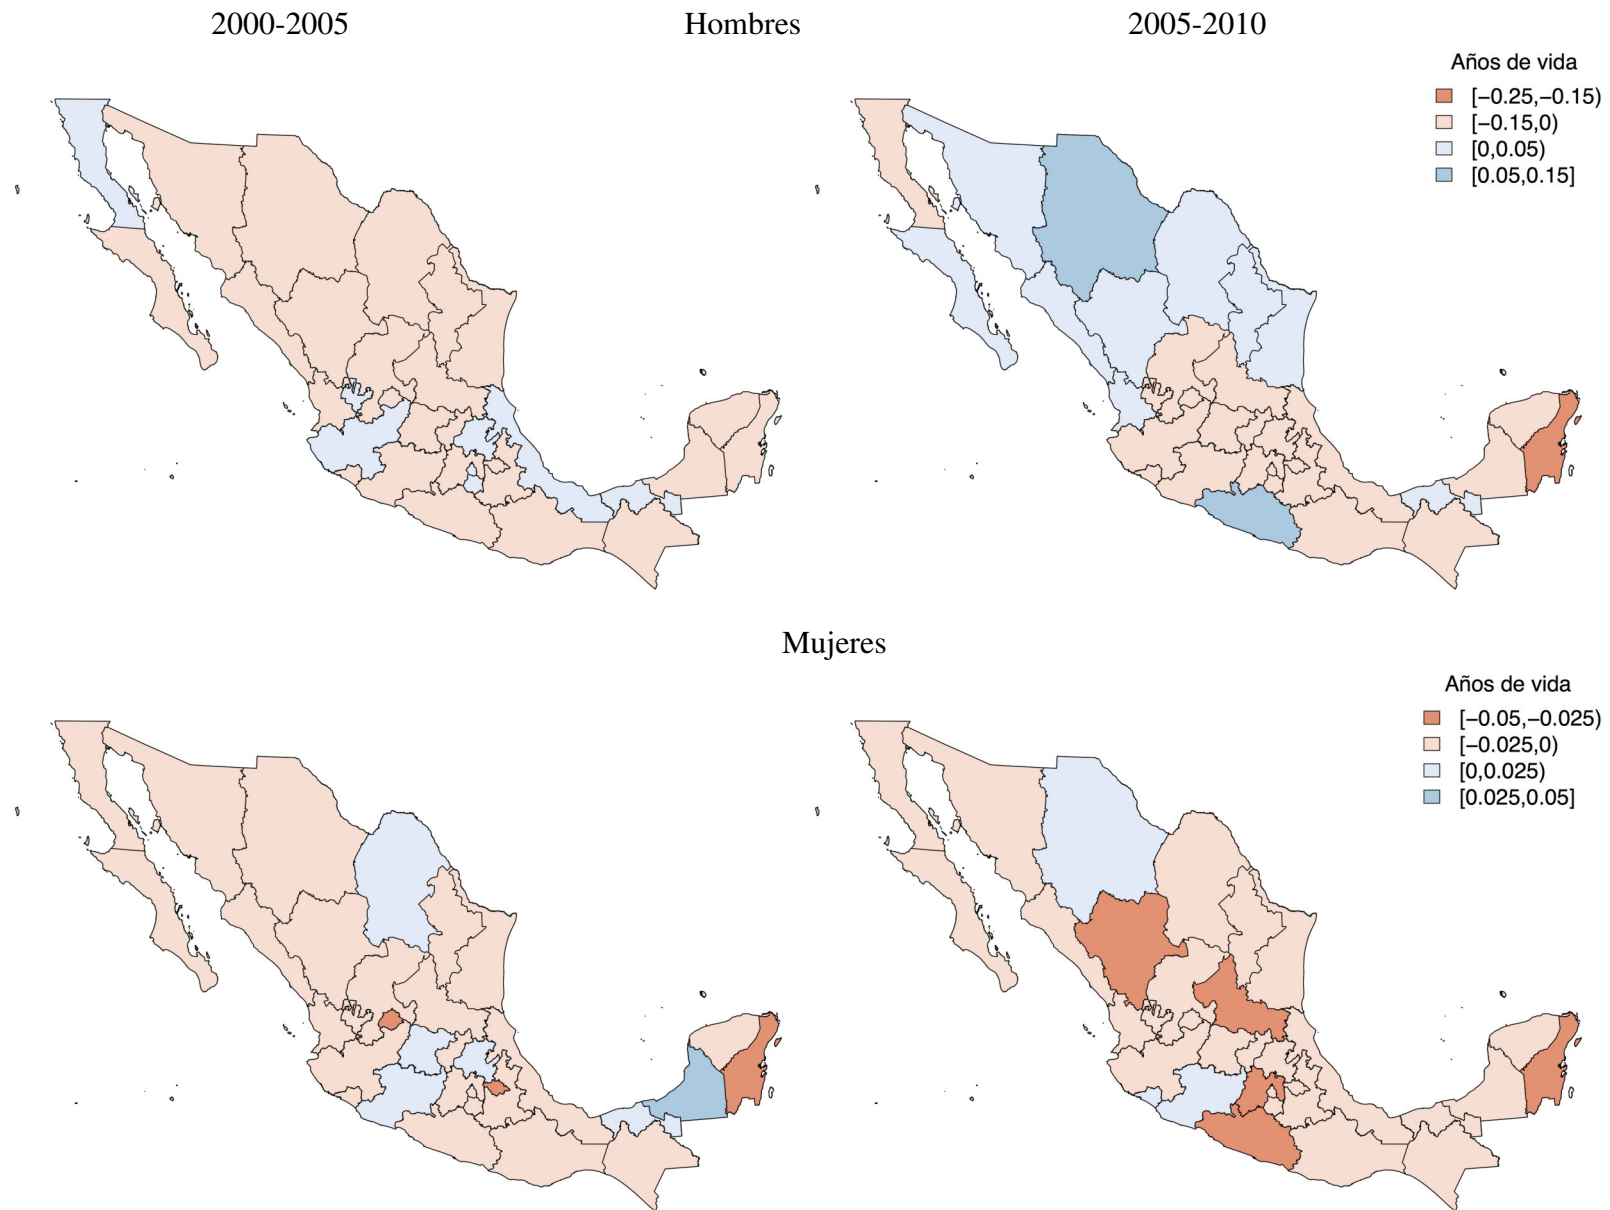 2000-2005 Hombres 2005-2010
Años de vida
[−0.25,−0.15)
[−0.15,0)
[0,0.05)
[0.05,0.15]
Mujeres
Años de vida
[−0.05,−0.025)
[−0.025,0)
[0,0.025)
[0.025,0.05]